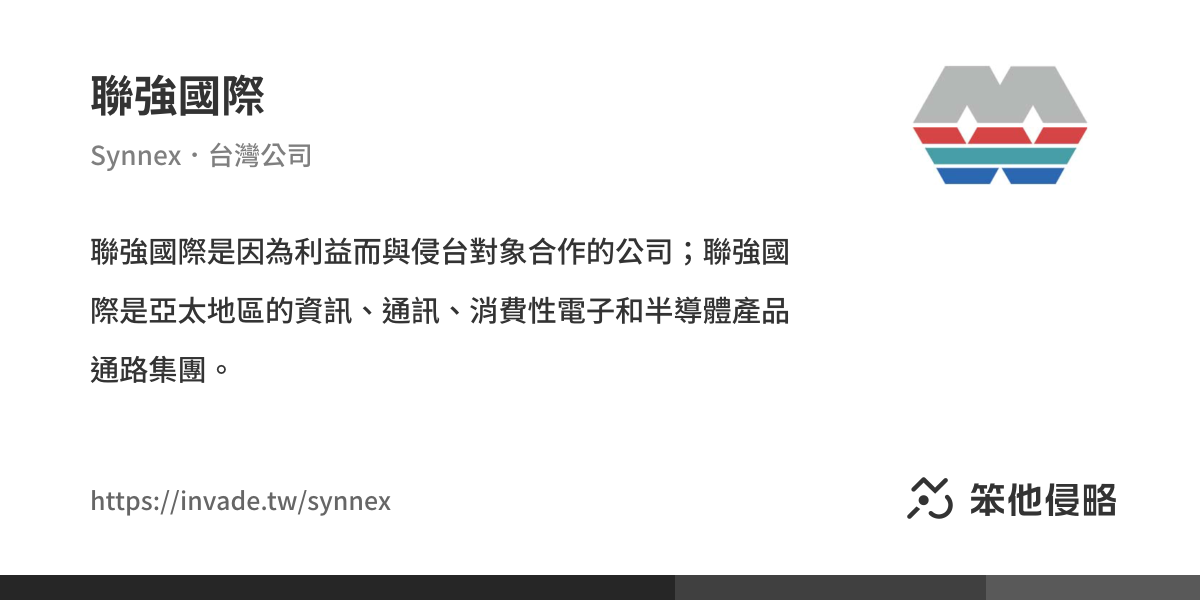 聯強國際
Synnex・台灣公司
聯強國際是因為利益而與侵台對象合作的公司；聯強國
際是亞太地區的資訊、通訊、消費性電子和半導體產品
通路集團。
https://invade.tw/synnex
笨他侵略